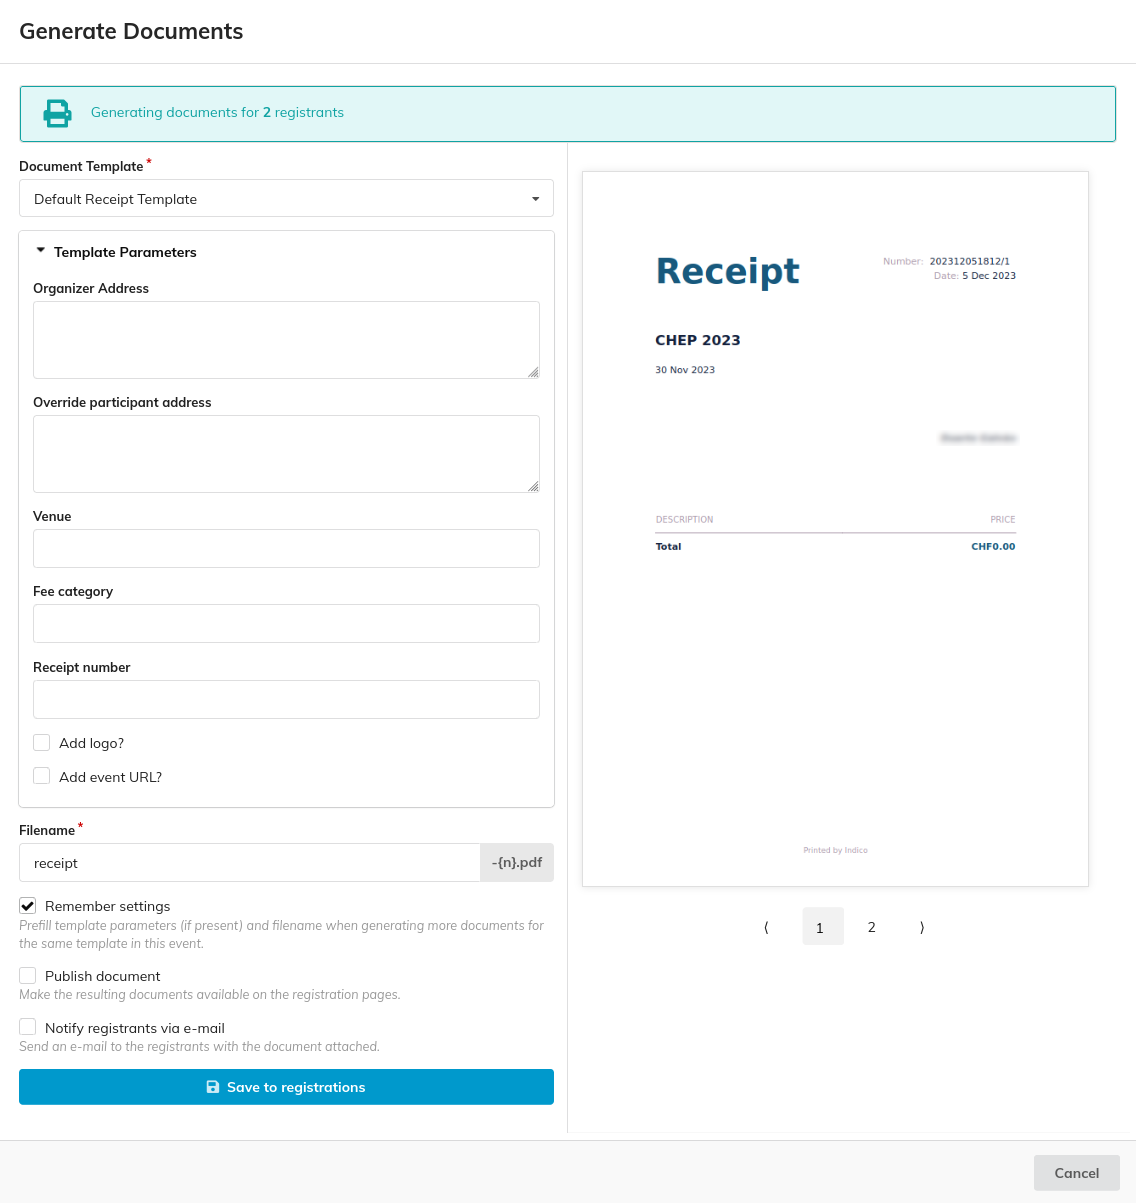 Generate Documents
Generating documents for 2 registrants
Document Template *
Default Receipt Template
Template Parameters
Organizer Address
Override participant address
Venue
Fee category
Receipt number
Add logo?
Add event URL?
Filename *
receipt
-{n}.pdf
Remember settings
Prefill template parameters (if present) and filename when generating more documents for
the same template in this event.
Publish document
Make the resulting documents available on the registration pages.
Notify registrants via e-mail
Send an e-mail to the registrants with the document attached.
Save to registrations
Receipt
Number: 202312051812/1
Date: 5 Dec 2023
CHEP 2023
30 Nov 2023
DESCRIPTION PRICE
Total CHF0.00
Printed by Indico
⟨ 1 2 ⟩
Cancel